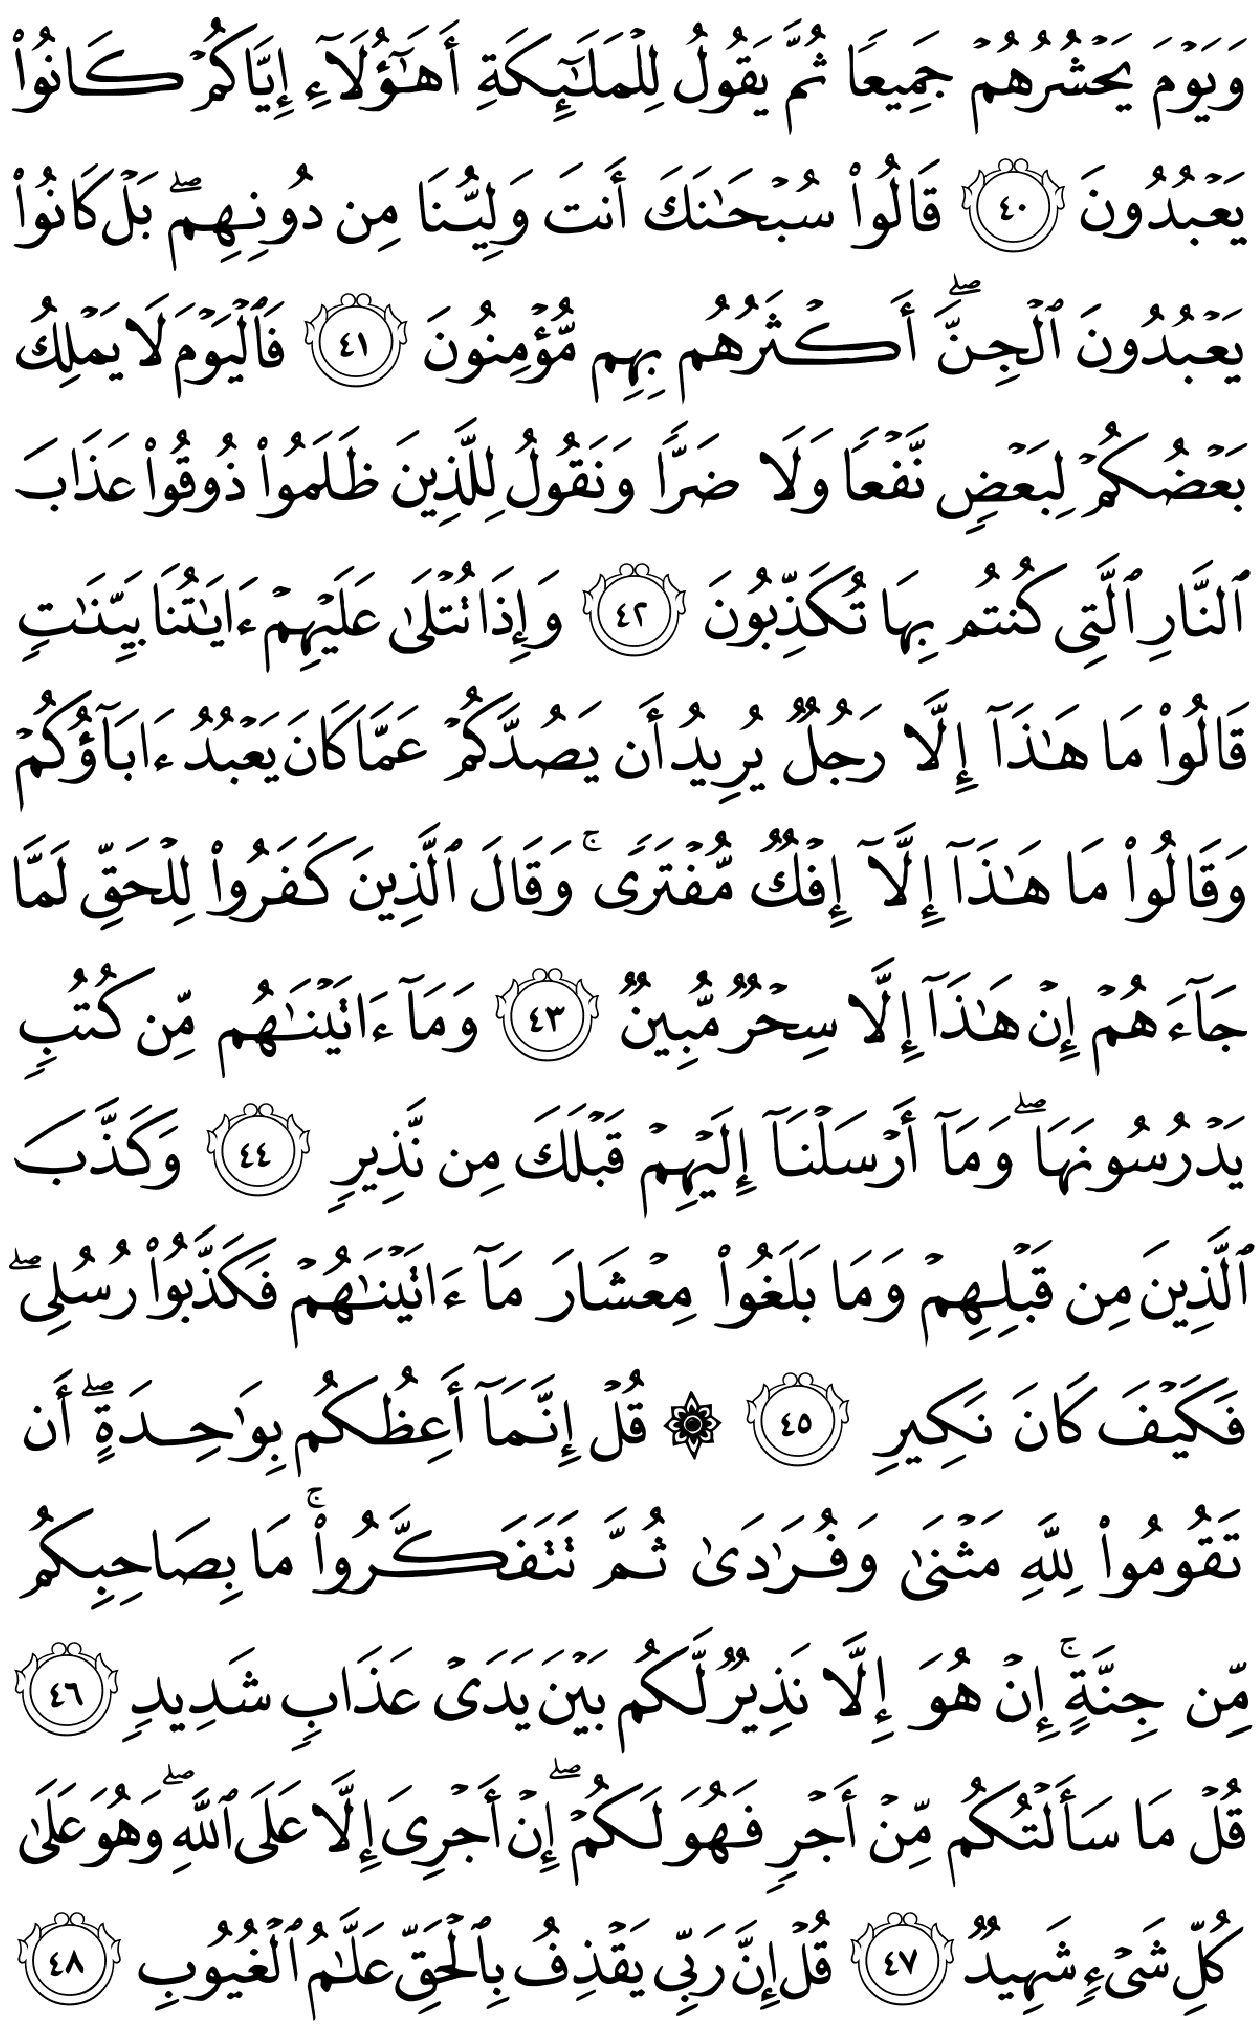 وَيَوۡمَ يَحۡشُرُهُمۡ جَمِيعٗا ثُمَّ يَقُولُ لِلۡمَلَٰٓئِكَةِ أَهَٰٓؤُلَآءِ إِيَّاكُمۡ كَانُواْ
يَعۡبُدُونَ ٤٠ قَالُواْ سُبۡحَٰنَكَ أَنتَ وَلِيُّنَا مِن دُونِهِمۖ بَلۡ كَانُواْ
يَعۡبُدُونَ ٱلۡجِنَّۖ أَكۡثَرُهُم بِهِم مُّؤۡمِنُونَ ٤١ فَٱلۡيَوۡمَ لَا يَمۡلِكُ
بَعۡضُكُمۡ لِبَعۡضٖ نَّفۡعٗا وَلَا ضَرّٗا وَنَقُولُ لِلَّذِينَ ظَلَمُواْ ذُوقُواْ عَذَابَ
ٱلنَّارِ ٱلَّتِي كُنتُم بِهَا تُكَذِّبُونَ ٤٢ وَإِذَا تُتۡلَىٰ عَلَيۡهِمۡ ءَايَٰتُنَا بَيِّنَٰتٖ
قَالُواْ مَا هَٰذَآ إِلَّا رَجُلٞ يُرِيدُ أَن يَصُدَّكُمۡ عَمَّا كَانَ يَعۡبُدُ ءَابَآؤُكُمۡ
وَقَالُواْ مَا هَٰذَآ إِلَّآ إِفۡكٞ مُّفۡتَرٗىۚ وَقَالَ ٱلَّذِينَ كَفَرُواْ لِلۡحَقِّ لَمَّا
جَآءَهُمۡ إِنۡ هَٰذَآ إِلَّا سِحۡرٞ مُّبِينٞ ٤٣ وَمَآ ءَاتَيۡنَٰهُم مِّن كُتُبٖ
يَدۡرُسُونَهَاۖ وَمَآ أَرۡسَلۡنَآ إِلَيۡهِمۡ قَبۡلَكَ مِن نَّذِيرٖ ٤٤ وَكَذَّبَ
ٱلَّذِينَ مِن قَبۡلِهِمۡ وَمَا بَلَغُواْ مِعۡشَارَ مَآ ءَاتَيۡنَٰهُمۡ فَكَذَّبُواْ رُسُلِيۖ
فَكَيۡفَ كَانَ نَكِيرِ ٤٥ ۞ قُلۡ إِنَّمَآ أَعِظُكُم بِوَٰحِدَةٍۖ أَن
تَقُومُواْ لِلَّهِ مَثۡنَىٰ وَفُرَٰدَىٰ ثُمَّ تَتَفَكَّرُواْۚ مَا بِصَاحِبِكُم
مِّن جِنَّةٍۚ إِنۡ هُوَ إِلَّا نَذِيرٞ لَّكُم بَيۡنَ يَدَيۡ عَذَابٖ شَدِيدٖ ٤٦
قُلۡ مَا سَأَلۡتُكُم مِّنۡ أَجۡرٖ فَهُوَ لَكُمۡۖ إِنۡ أَجۡرِيَ إِلَّا عَلَى ٱللَّهِۖ وَهُوَ عَلَىٰ
كُلِّ شَيۡءٖ شَهِيدٞ ٤٧ قُلۡ إِنَّ رَبِّي يَقۡذِفُ بِٱلۡحَقِّ عَلَّٰمُ ٱلۡغُيُوبِ ٤٨